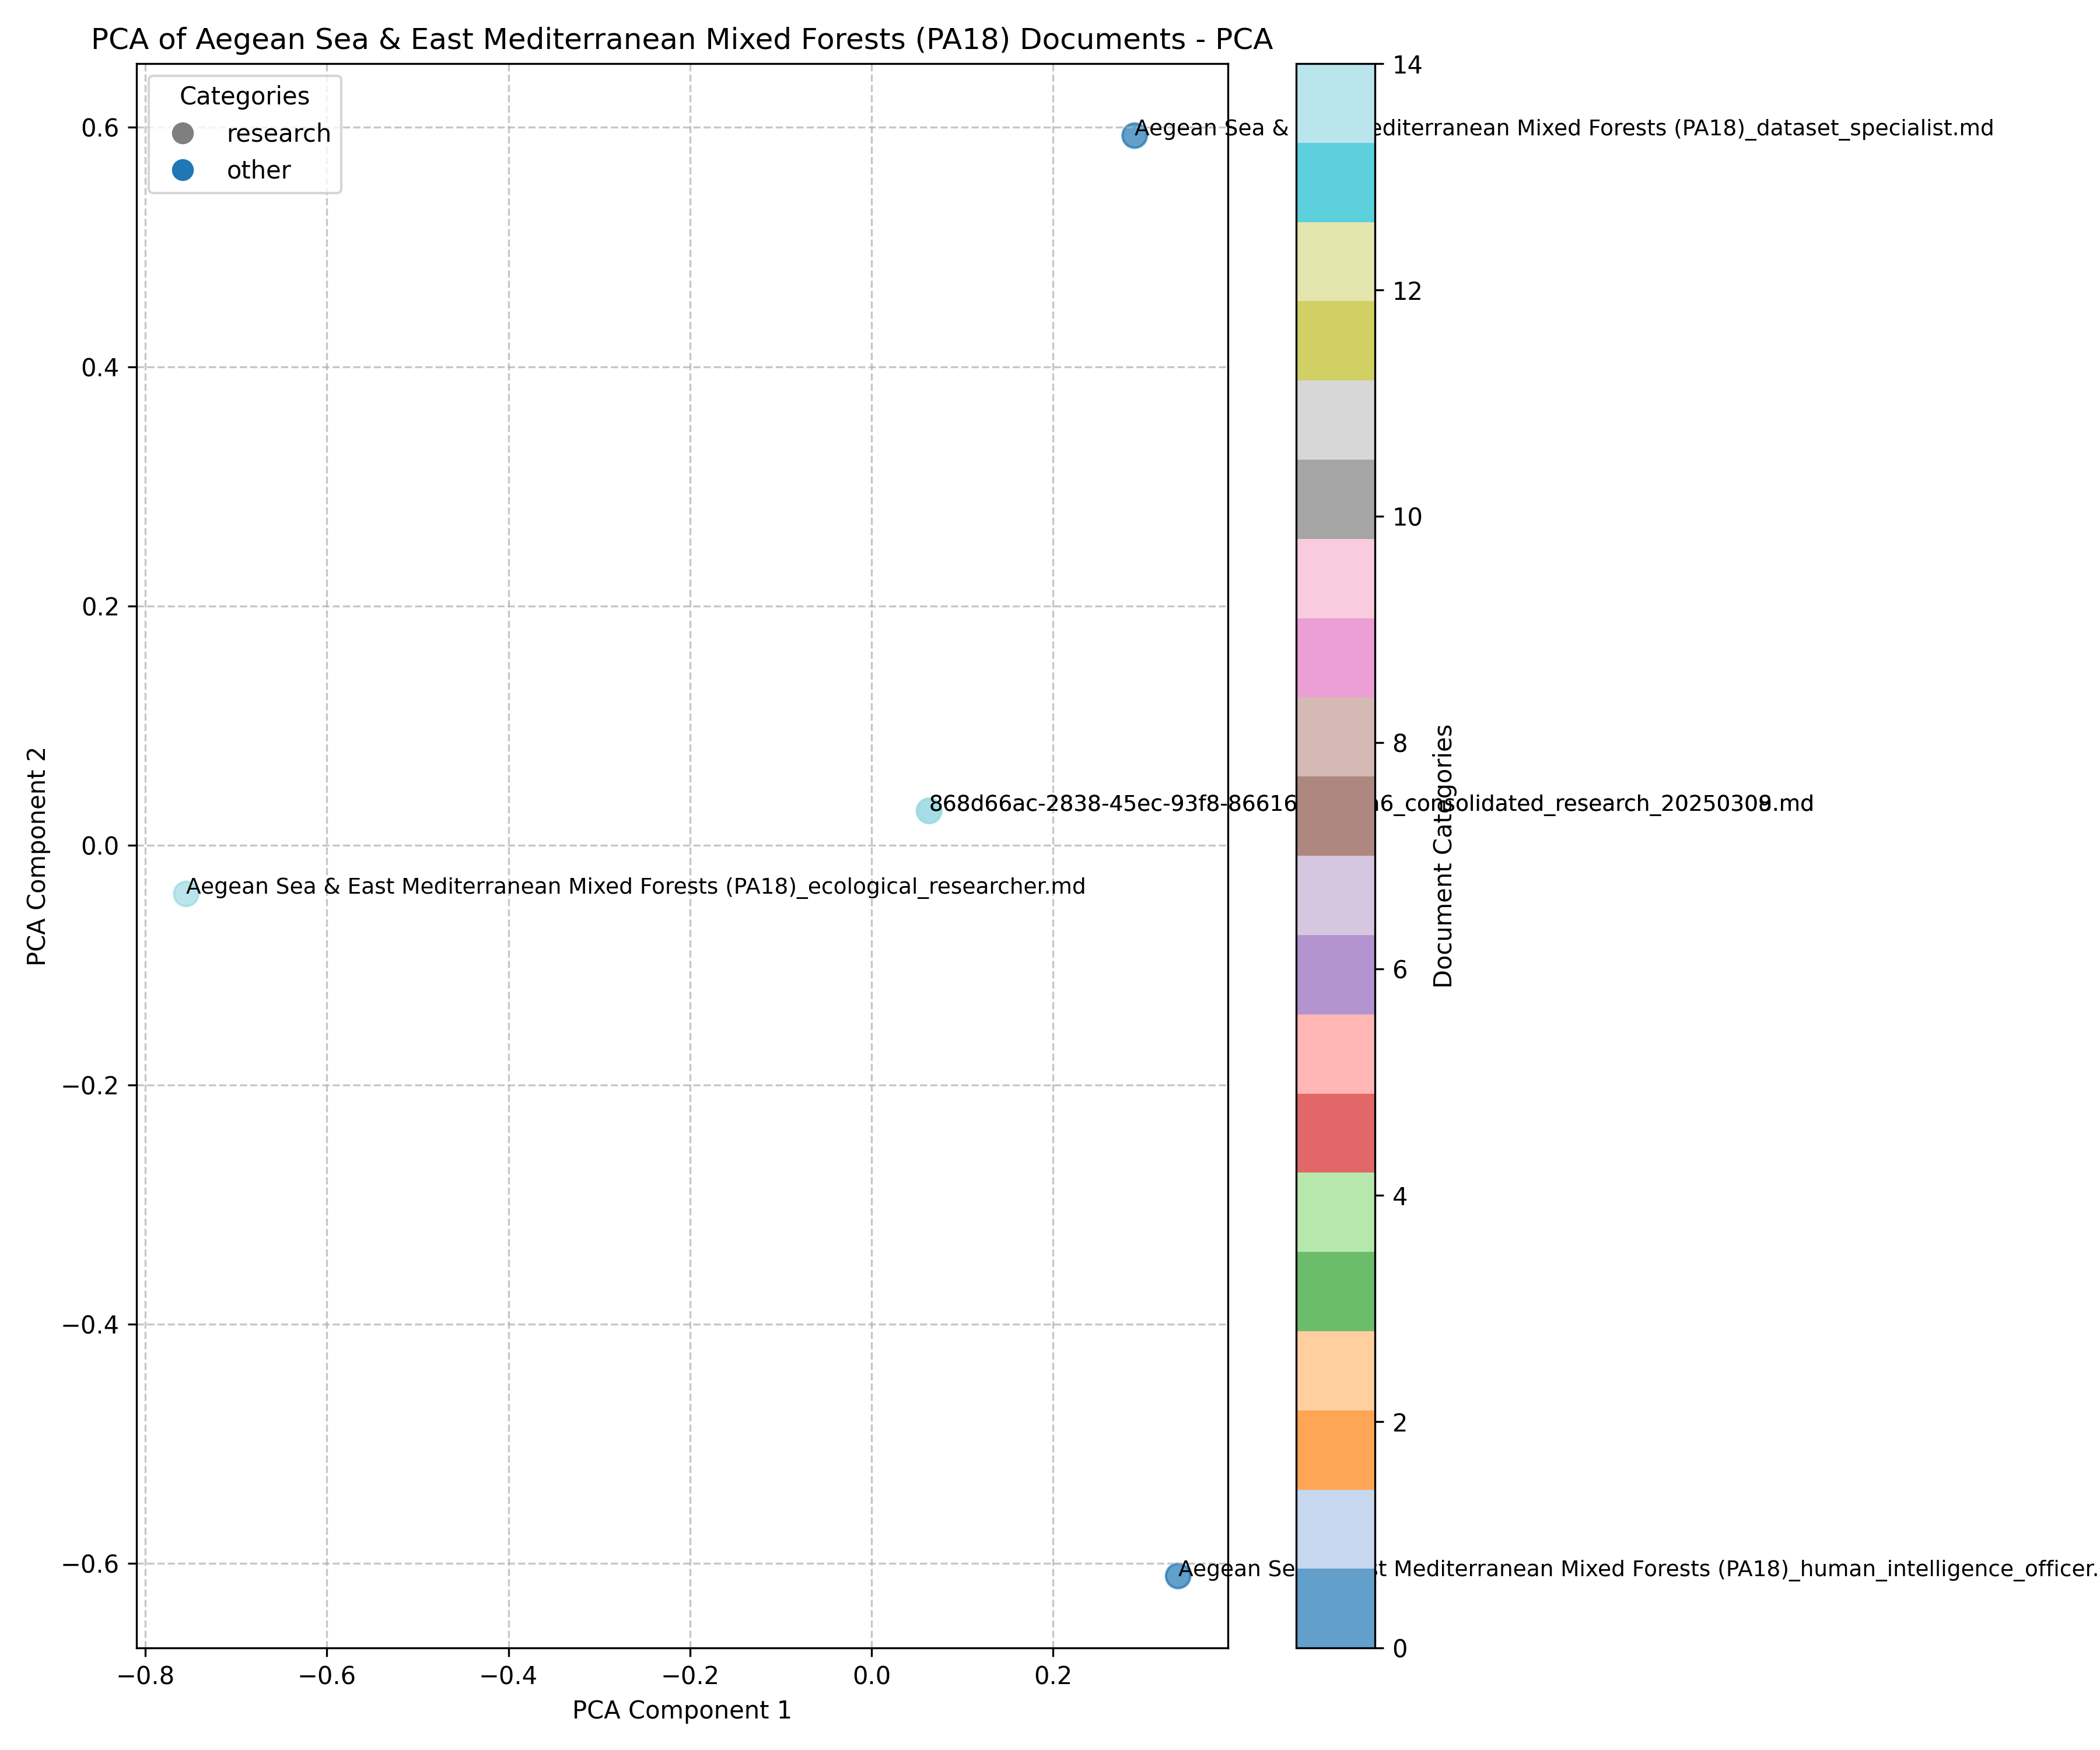 PCA of Aegean Sea & East Mediterranean Mixed Forests (PA18) Documents - PCA
Categories
research
other
PCA Component 2
0.6
0.4
0.2
0.0
−0.2
−0.4
−0.6
Aegean Sea & editerranean Mixed Forests (PA18)_dataset_specialist.md
868d66ac-2838-45ec-93f8-86616 6_consolidated_research_20250309.md
Aegean Sea & East Mediterranean Mixed Forests (PA18)_ecological_researcher.md
Aegean Se st Mediterranean Mixed Forests (PA18)_human_intelligence_officer.
−0.8
−0.6
−0.4
−0.2
0.0
0.2
PCA Component 1
14
12
10
8
6
4
2
0
Document Categories